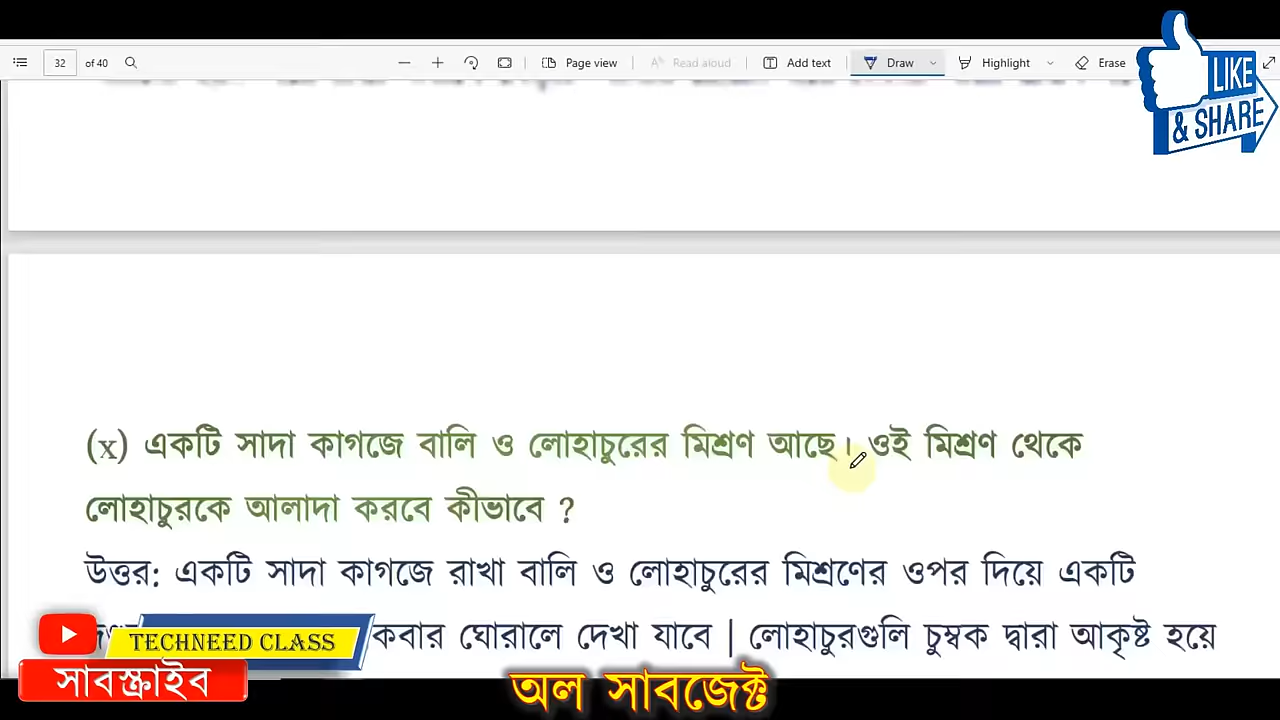 32 of 40 Page view Read aloud Add text Draw Highlight Erase
LIKE
& SHARE
(x) একটি সাদা কাগজে বালি ও লোহাচুরের মিশ্রণ আছে। ওই মিশ্রণ থেকে
লোহাচুরকে আলাদা করবে কীভাবে ?
উত্তর: একটি সাদা কাগজে রাখা বালি ও লোহাচুরের মিশ্রণের ওপর দিয়ে একটি
কবার ঘোরালে দেখা যাবে | লোহাচুরগুলি চুম্বক দ্বারা আকৃষ্ট হয়ে
TECHNEED CLASS
সাবস্ক্রাইব
অল সাবজেক্ট